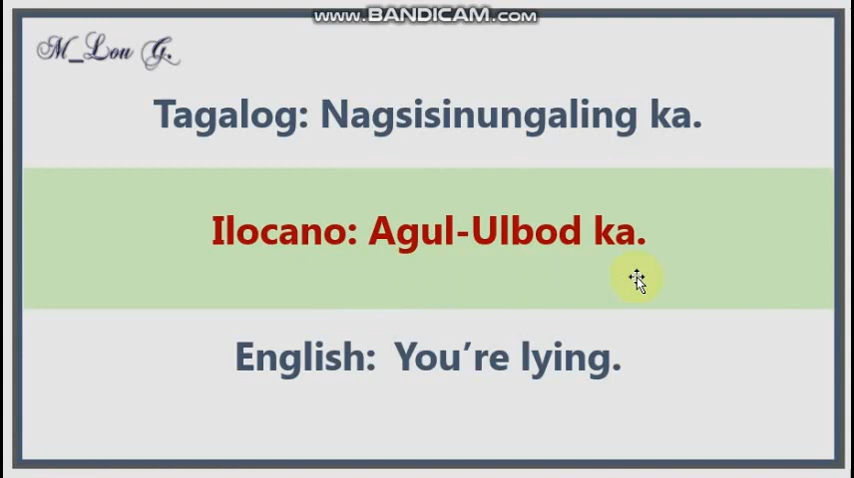 www.BANDICAM.com
M_Lou G.
Tagalog: Nagsisinungaling ka.
Ilocano: Agul-Ulbod ka.
English: You’re lying.